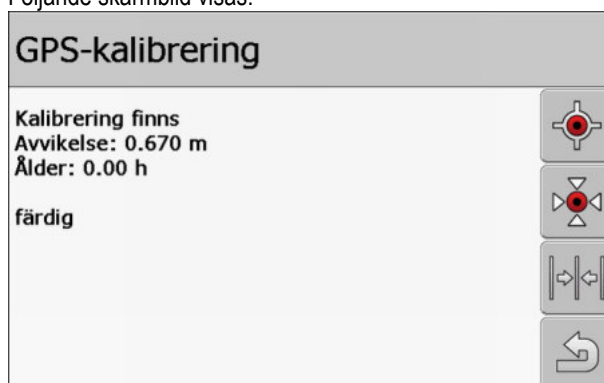 Följande skärmbild visas:
GPS-kalibrering
Kalibrering finns
Avvikelse: 0.670 m
Ålder: 0.00 h
färdig